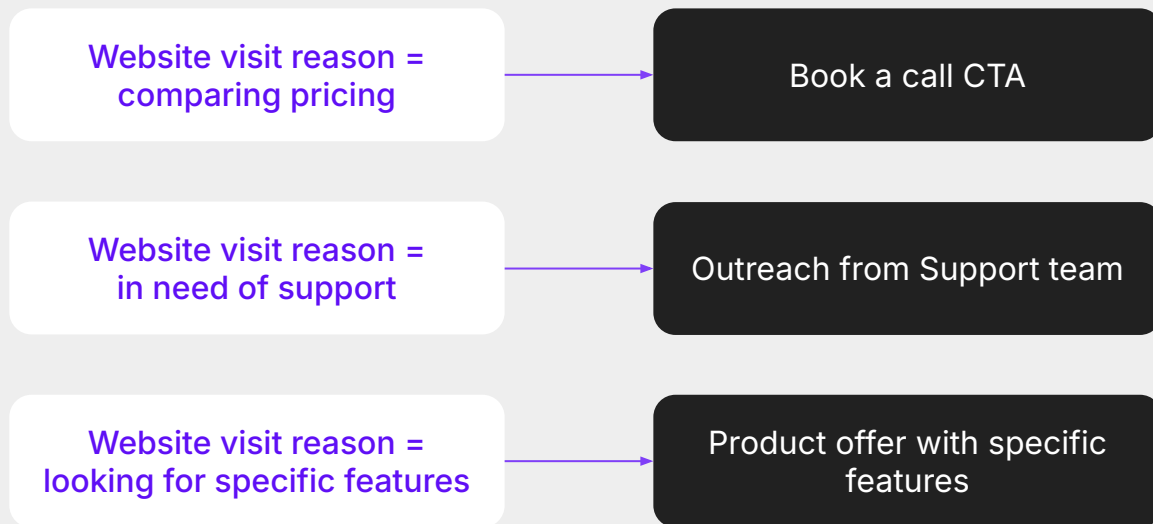 Website visit reason =
comparing pricing
Book a call CTA
Website visit reason =
in need of support
Outreach from Support team
Website visit reason =
looking for specific features
Product offer with specific
features